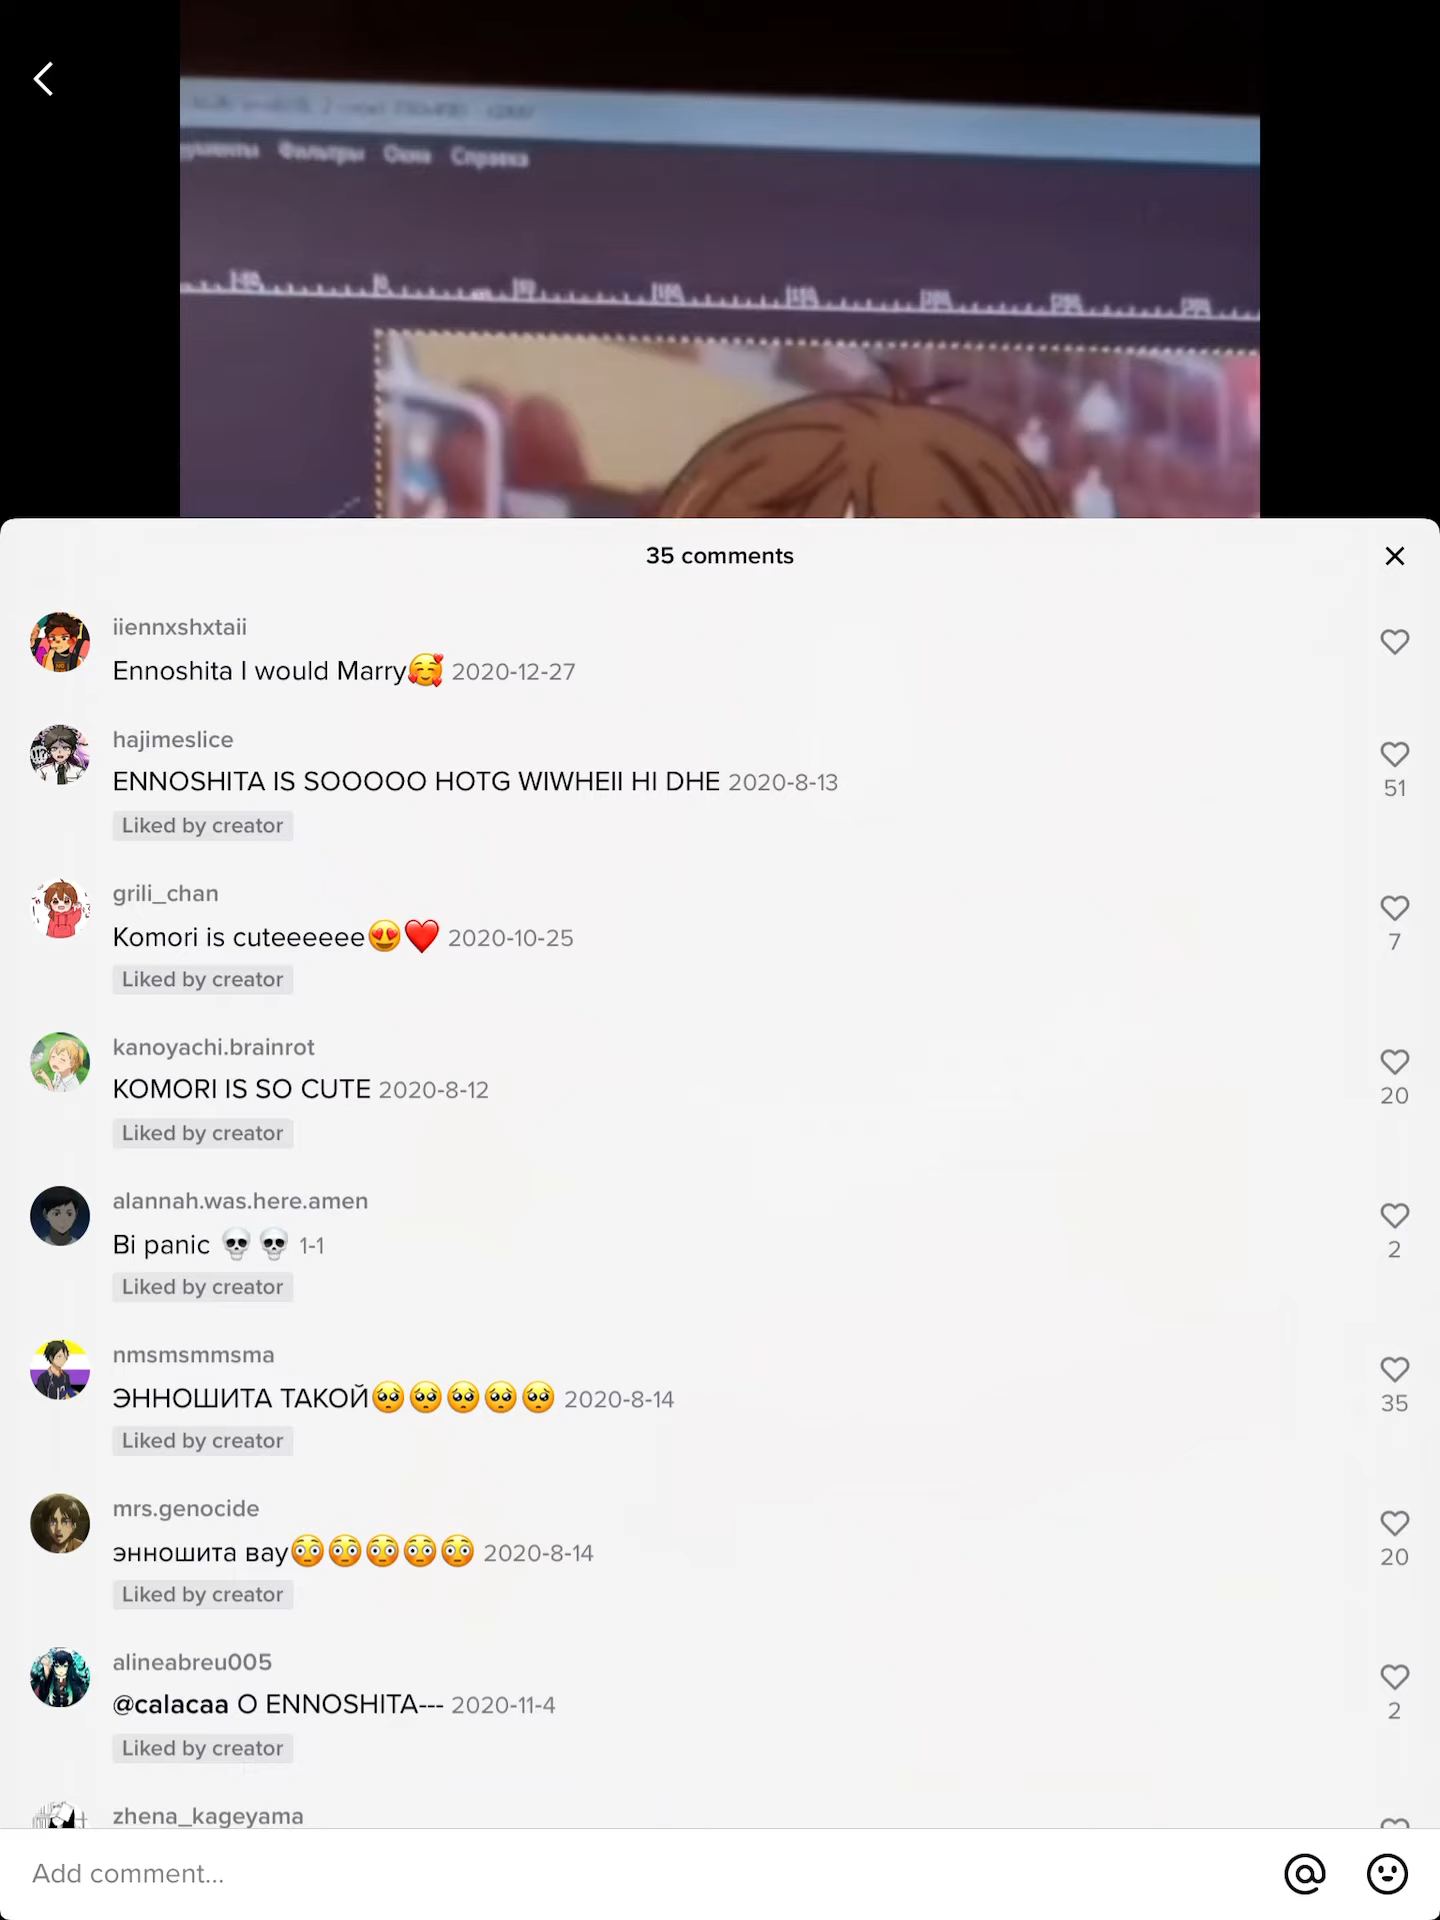 Фильтры Окна Справка
35 comments
iiennxshxtaii
Ennoshita I would Marry🥰 2020-12-27
hajimeslice
ENNOSHITA IS SOOOOO HOTG WIWHEII HI DHE 2020-8-13
51
Liked by creator
grili_chan
Komori is cuteeeeee😍❤️ 2020-10-25
7
Liked by creator
kanoyachi.brainrot
KOMORI IS SO CUTE 2020-8-12
20
Liked by creator
alannah.was.here.amen
Bi panic 💀💀 1-1
2
Liked by creator
nmsmsmmsma
ЭННОШИТА ТАКОЙ🥺🥺🥺🥺🥺 2020-8-14
35
Liked by creator
mrs.genocide
энношита вау😳😳😳😳😳 2020-8-14
20
Liked by creator
alineabreu005
@calacaa O ENNOSHITA--- 2020-11-4
2
Liked by creator
zhena_kageyama
Add comment...